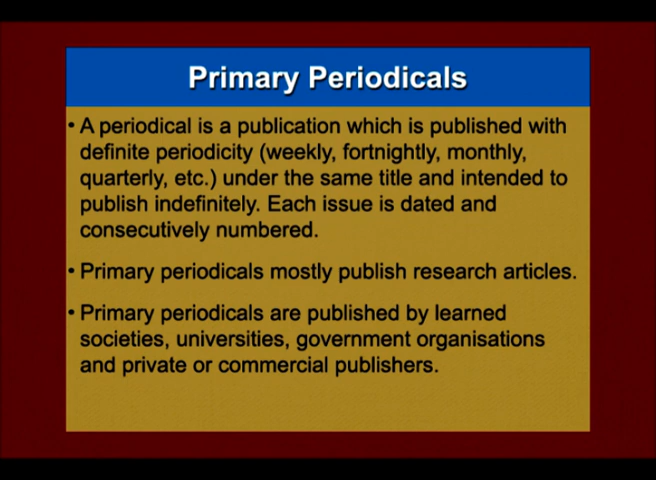 Primary Periodicals
• A periodical is a publication which is published with
definite periodicity (weekly, fortnightly, monthly,
quarterly, etc.) under the same title and intended to
publish indefinitely. Each issue is dated and
consecutively numbered.
• Primary periodicals mostly publish research articles.
• Primary periodicals are published by learned
societies, universities, government organisations
and private or commercial publishers.